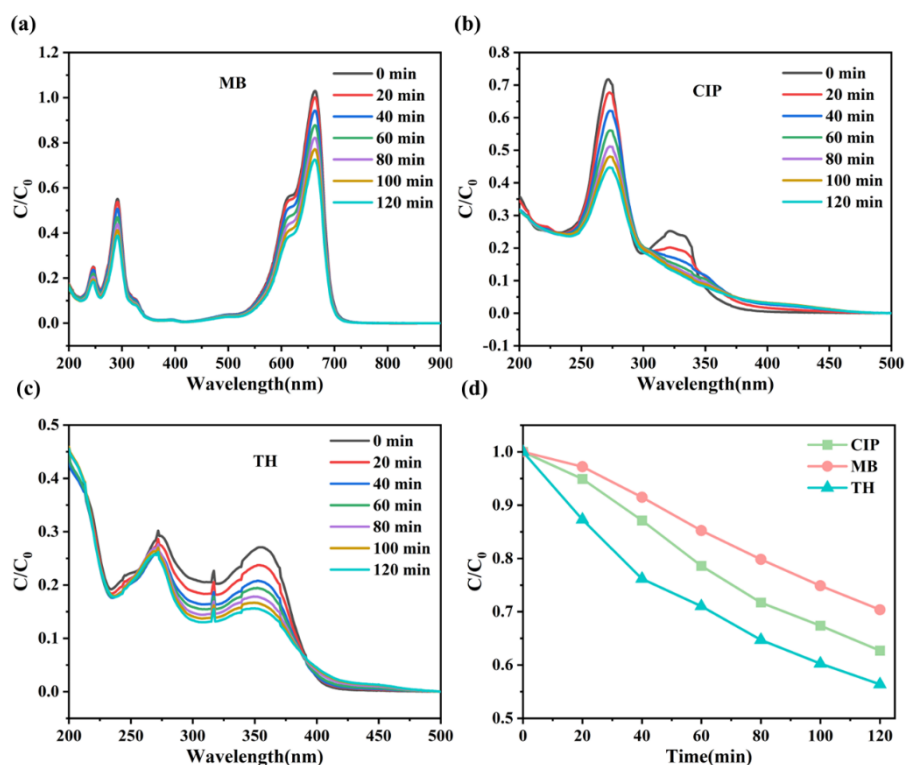 (a)
MB
0 min
20 min
40 min
60 min
80 min
100 min
120 min
1.2
1.0
0.8
0.6
0.4
0.2
0.0
C/C0
200 300 400 500 600 700 800 900
Wavelength(nm)
(b)
CIP
0 min
20 min
40 min
60 min
80 min
100 min
120 min
0.8
0.7
0.6
0.5
0.4
0.3
0.2
0.1
0.0
-0.1
C/C0
200 250 300 350 400 450 500
Wavelength(nm)
(c)
TH
0 min
20 min
40 min
60 min
80 min
100 min
120 min
0.5
0.4
0.3
0.2
0.1
0.0
C/C0
200 250 300 350 400 450 500
Wavelength(nm)
(d)
CIP
MB
TH
1.0
0.9
0.8
0.7
0.6
0.5
C/C0
0 20 40 60 80 100 120
Time(min)